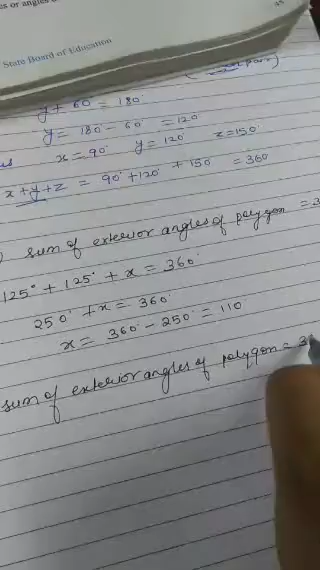 State Board of Education
y + 60° = 180°
y = 180 - 60° = 120
x = 90° y = 120° z = 150°
x + y + z = 90° + 120° + 150 = 360
sum of exterior angles of polygon = 3
125° + 125° + x = 360°
250° + x = 360°
x = 360° - 250° = 110
sum of exterior angles of polygon = 3